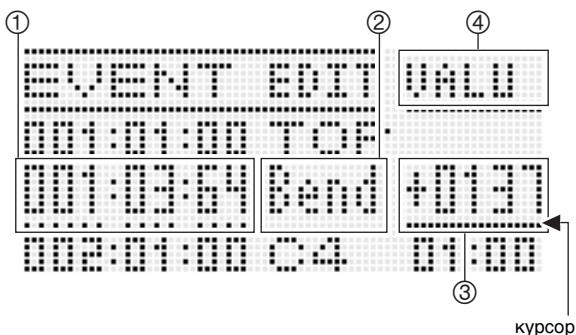 ① ② ④
EVENT EDIT VALU
001:01:00 TOP
001:03:64 Bend +0137
002:01:00 C4 01:00
③
курсор